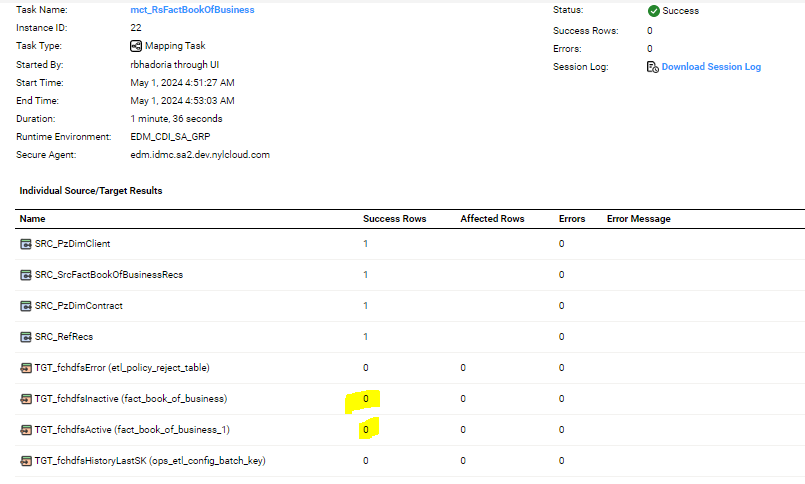 Task Name: mct_RsFactBookOfBusiness
Instance ID: 22
Task Type: Mapping Task
Started By: rbhadoria through UI
Start Time: May 1, 2024 4:51:27 AM
End Time: May 1, 2024 4:53:03 AM
Duration: 1 minute, 36 seconds
Runtime Environment: EDM_CDI_SA_GRP
Secure Agent: edm.idmc.sa2.dev.nylcloud.com
Status: Success
Success Rows: 0
Errors: 0
Session Log: Download Session Log
Individual Source/Target Results
Name Success Rows Affected Rows Errors Error Message
SRC_PzDimClient 1 0
SRC_SrcFactBookOfBusinessRecs 1 0
SRC_PzDimContract 1 0
SRC_RefRecs 1 0
TGT_fchdfsError (etl_policy_reject_table) 0 0 0
TGT_fchdfsInactive (fact_book_of_business) 0 0 0
TGT_fchdfsActive (fact_book_of_business_1) 0 0 0
TGT_fchdfsHistoryLastSK (ops_etl_config_batch_key) 0 0 0